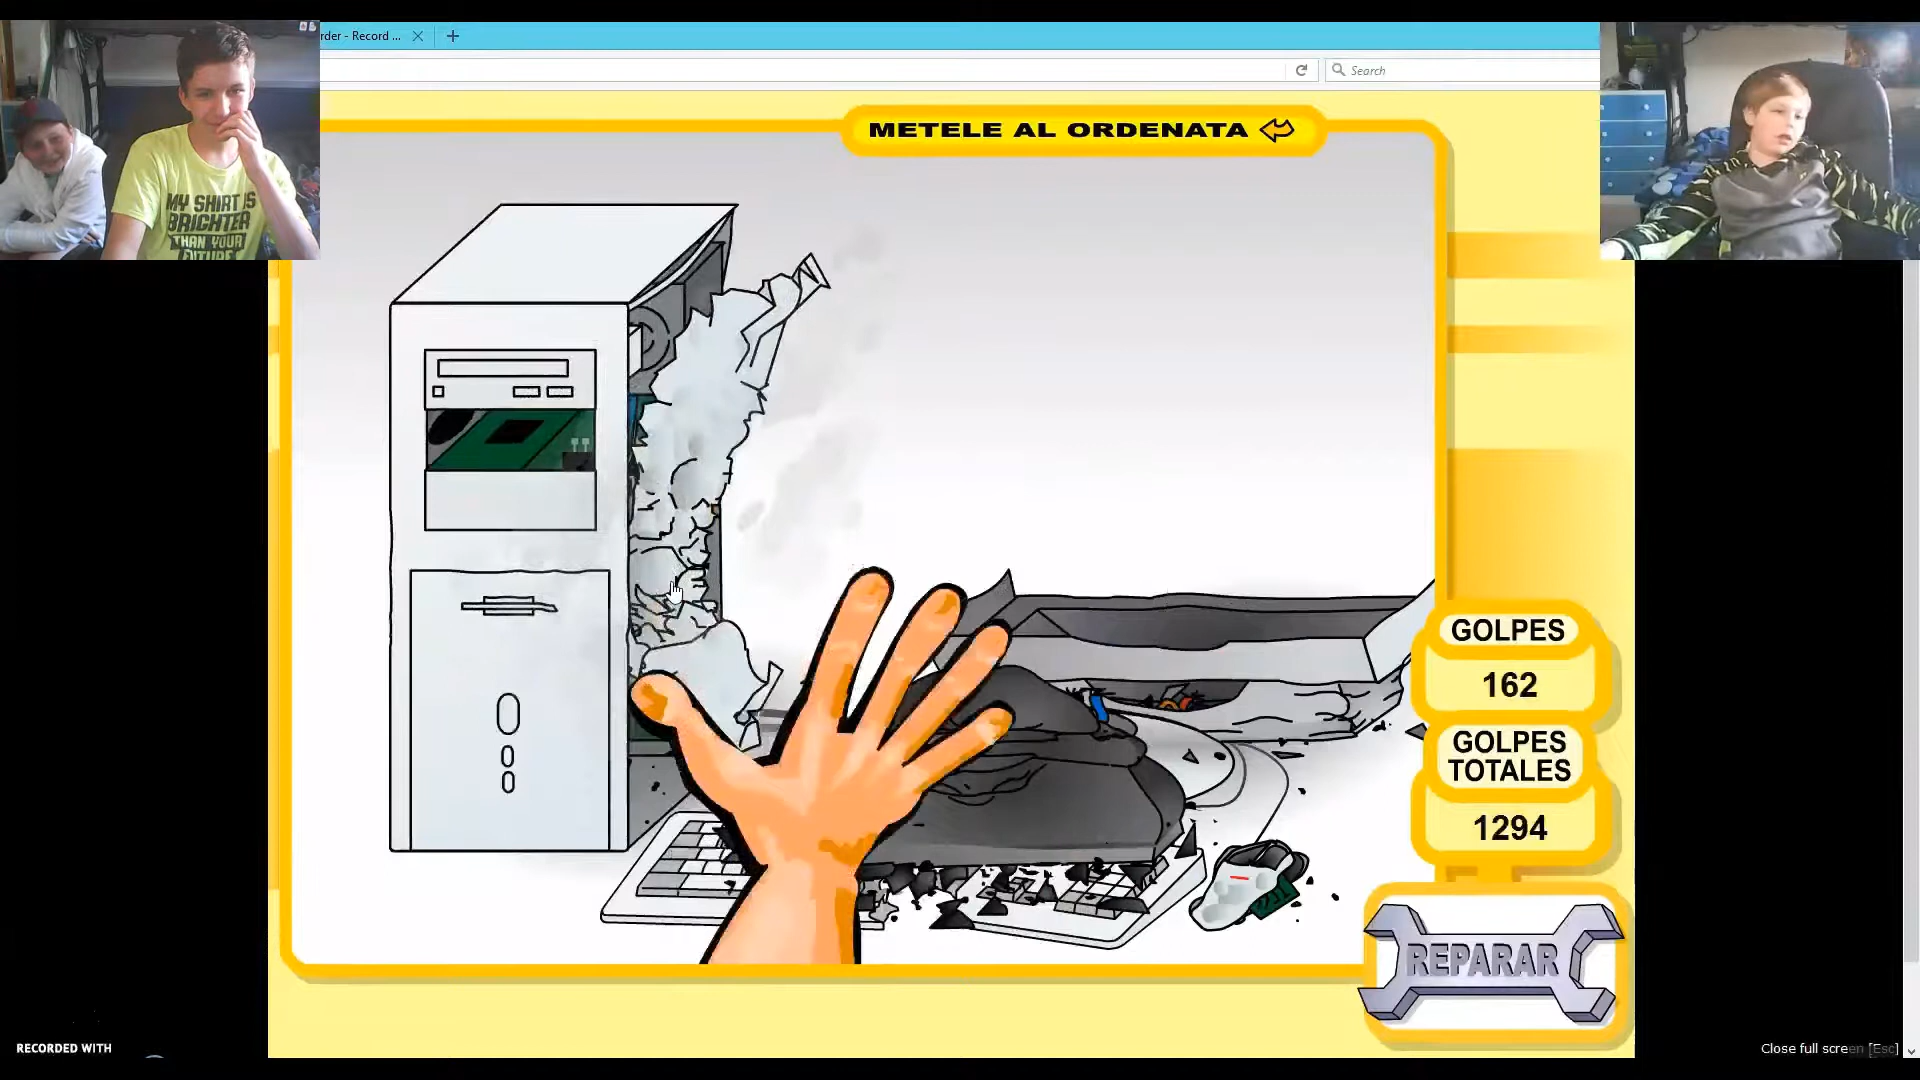 rder - Record ...
Search
METELE AL ORDENATA
MY SHIRT IS
BRIGHTER
THAN YOUR
FUTURE
GOLPES
162
GOLPES
TOTALES
1294
REPARAR
RECORDED WITH
Close full screen [Esc]